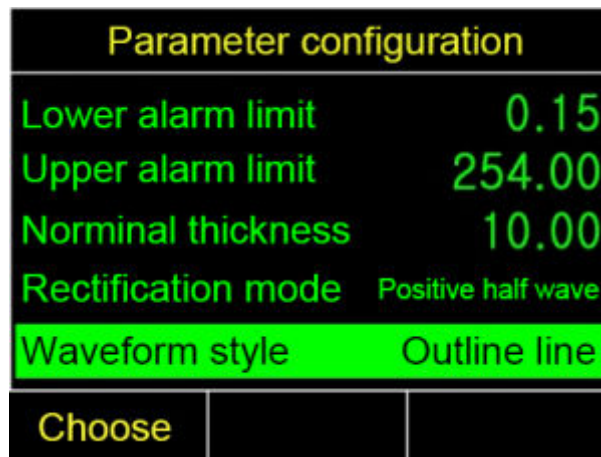 Parameter configuration
Lower alarm limit 0.15
Upper alarm limit 254.00
Norminal thickness 10.00
Rectification mode Positive half wave
Waveform style Outline line
Choose